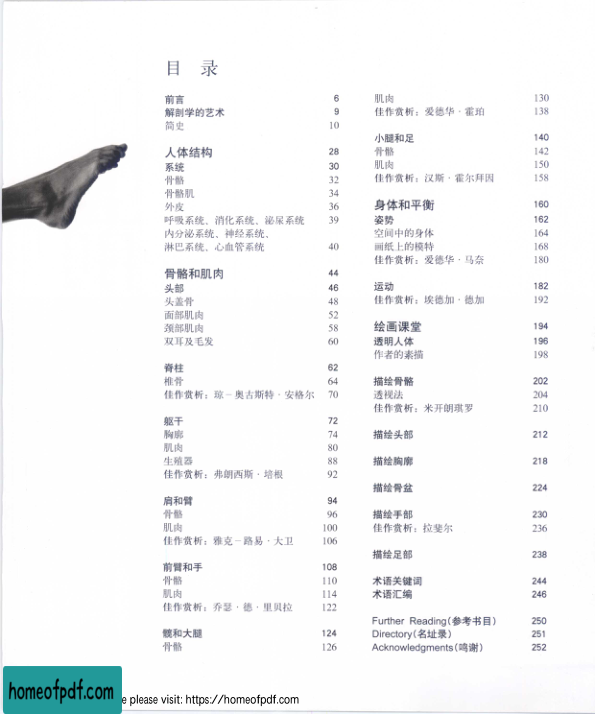 目 录
前言 6
解剖学的艺术 9
简史 10
人体结构 28
系统 30
骨骼 32
骨骼肌 34
外皮 36
呼吸系统、消化系统、泌尿系统 39
内分泌系统、神经系统、
淋巴系统、心血管系统 40
骨骼和肌肉 44
头部 46
头盖骨 48
面部肌肉 52
颈部肌肉 58
双耳及毛发 60
脊柱 62
椎骨 64
佳作赏析：琼－奥古斯特·安格尔 70
躯干 72
胸廓 74
肌肉 80
生殖器 88
佳作赏析：弗朗西斯·培根 92
肩和臂 94
骨骼 96
肌肉 100
佳作赏析：雅克－路易·大卫 106
前臂和手 108
骨骼 110
肌肉 114
佳作赏析：乔瑟·德·里贝拉 122
髋和大腿 124
骨骼 126
肌肉 130
佳作赏析：爱德华·霍珀 138
小腿和足 140
骨骼 142
肌肉 150
佳作赏析：汉斯·霍尔拜因 158
身体和平衡 160
姿势 162
空间中的身体 164
画纸上的模特 168
佳作赏析：爱德华·马奈 180
运动 182
佳作赏析：埃德加·德加 192
绘画课堂 194
透明人体 196
作者的素描 198
描绘骨骼 202
透视法 204
佳作赏析：米开朗琪罗 210
描绘头部 212
描绘胸廓 218
描绘骨盆 224
描绘手部 230
佳作赏析：拉斐尔 236
描绘足部 238
术语关键词 244
术语汇编 246
Further Reading(参考书目) 250
Directory(名址录) 251
Acknowledgments(鸣谢) 252
homeofpdf.com
e please visit: https://homeofpdf.com